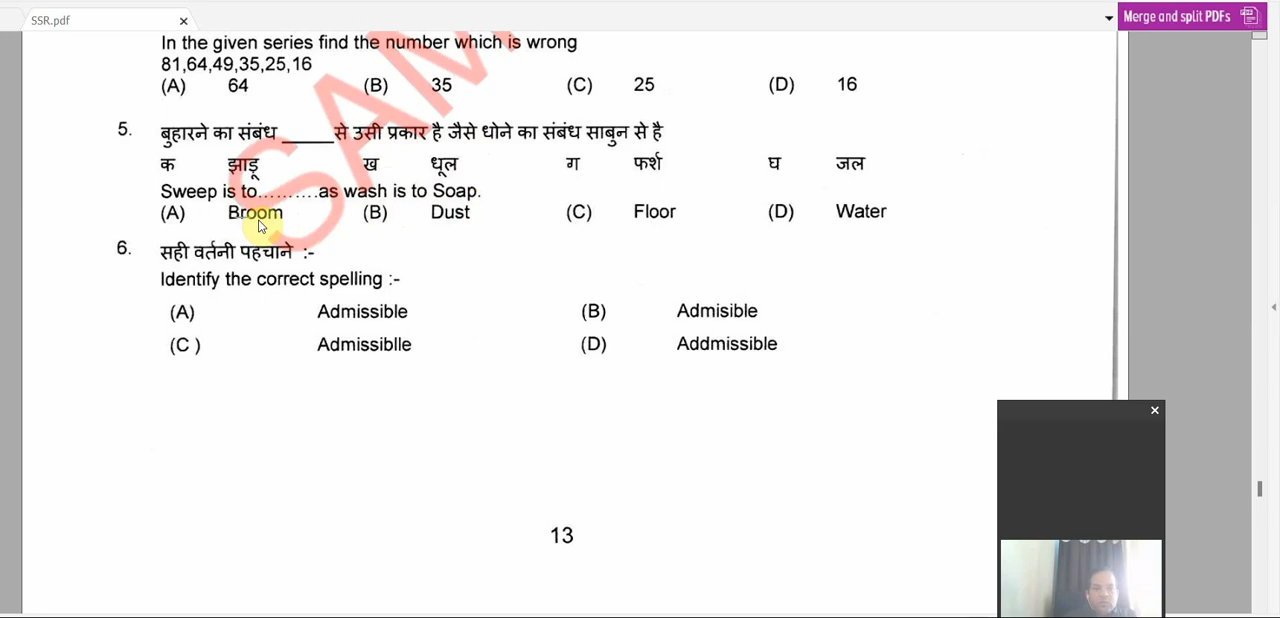 SSR.pdf
Merge and split PDFs
In the given series find the number which is wrong
81,64,49,35,25,16
(A) 64 (B) 35 (C) 25 (D) 16
5. बुहारने का संबंध ______से उसी प्रकार है जैसे धोने का संबंध साबुन से है
क झाडू ख धूल ग फर्श घ जल
Sweep is to..........as wash is to Soap.
(A) Broom (B) Dust (C) Floor (D) Water
6. सही वर्तनी पहचाने :-
Identify the correct spelling :-
(A) Admissible (B) Admisible
(C ) Admissiblle (D) Addmissible
13
SAM